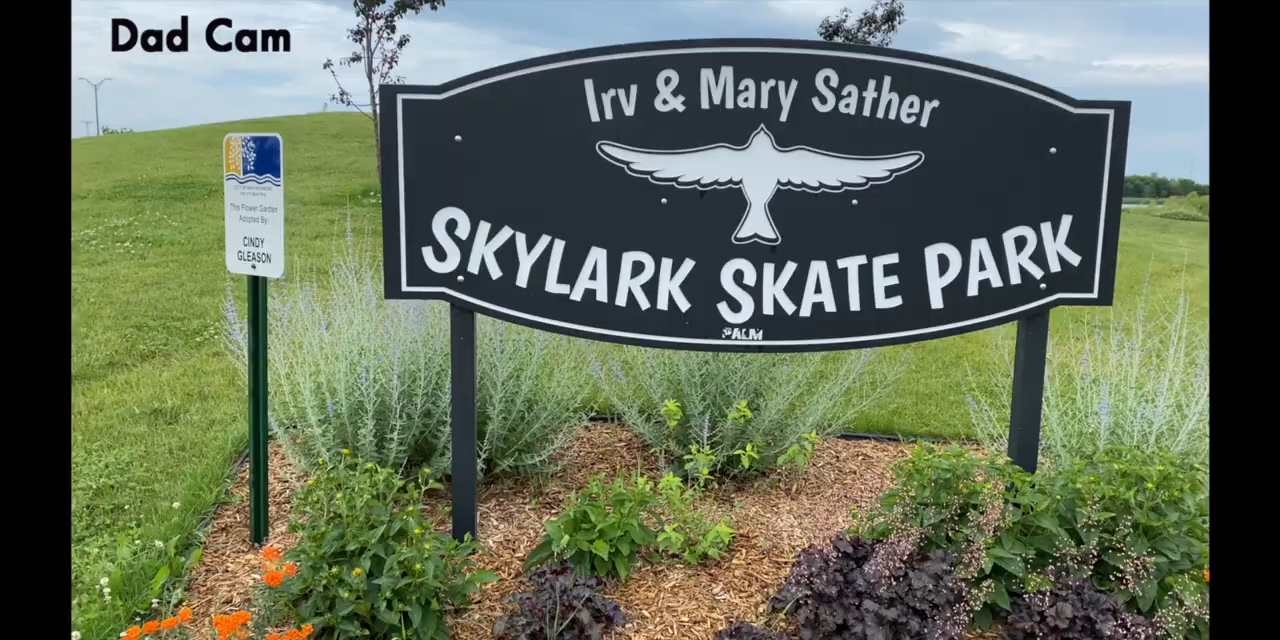 Dad Cam
Irv & Mary Sather
SKYLARK SKATE PARK
PALM
This Flower Garden
Adopted By:
CINDY
GLEASON